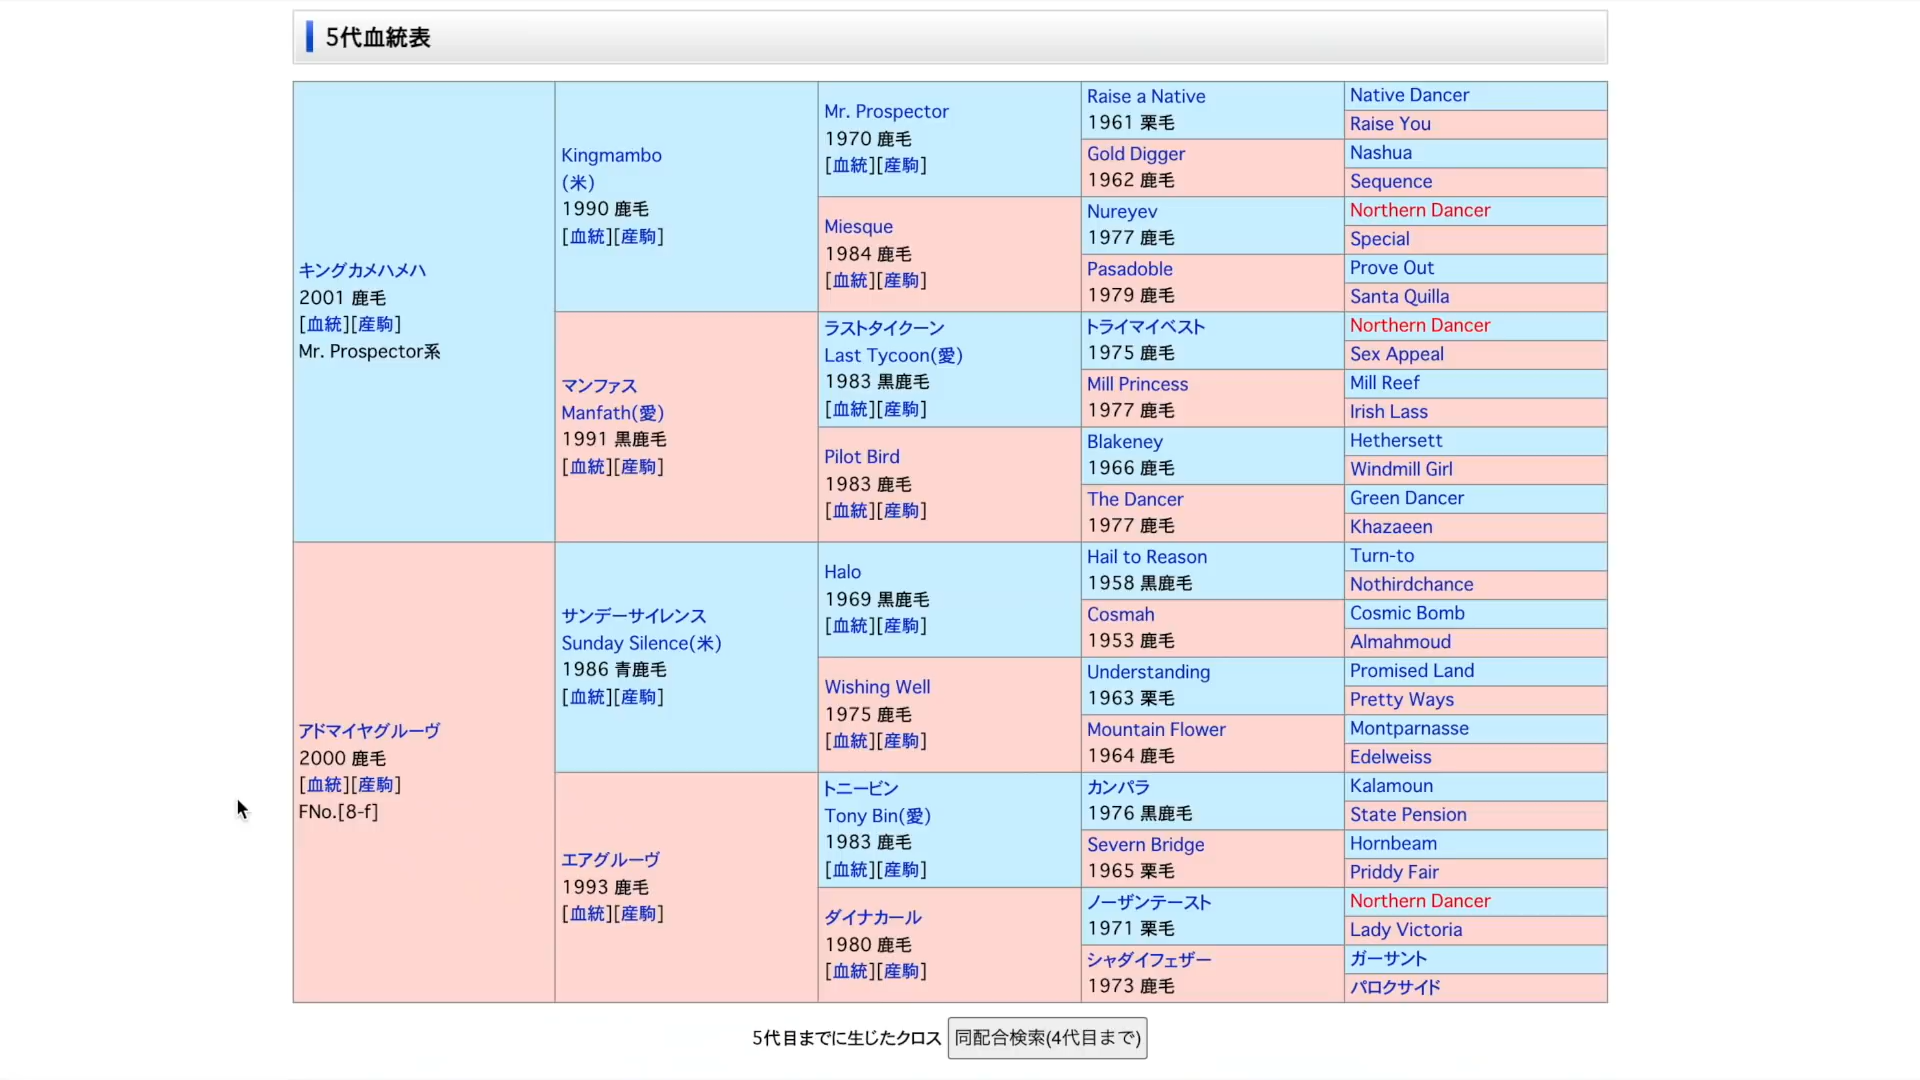 5代血統表
キングカメハメハ
2001 鹿毛
[血統][産駒]
Mr. Prospector系
Kingmambo
(米)
1990 鹿毛
[血統][産駒]
Mr. Prospector
1970 鹿毛
[血統][産駒]
Raise a Native
1961 栗毛
Native Dancer
Raise You
Gold Digger
1962 鹿毛
Nashua
Sequence
Miesque
1984 鹿毛
[血統][産駒]
Nureyev
1977 鹿毛
Northern Dancer
Special
Pasadoble
1979 鹿毛
Prove Out
Santa Quilla
マンファス
Manfath(愛)
1991 黒鹿毛
[血統][産駒]
ラストタイクーン
Last Tycoon(愛)
1983 黒鹿毛
[血統][産駒]
トライマイベスト
1975 鹿毛
Northern Dancer
Sex Appeal
Mill Princess
1977 鹿毛
Mill Reef
Irish Lass
Pilot Bird
1983 鹿毛
[血統][産駒]
Blakeney
1966 鹿毛
Hethersett
Windmill Girl
The Dancer
1977 鹿毛
Green Dancer
Khazaeen
アドマイヤグルーヴ
2000 鹿毛
[血統][産駒]
FNo.[8-f]
サンデーサイレンス
Sunday Silence(米)
1986 青鹿毛
[血統][産駒]
Halo
1969 黒鹿毛
[血統][産駒]
Hail to Reason
1958 黒鹿毛
Turn-to
Nothirdchance
Cosmah
1953 鹿毛
Cosmic Bomb
Almahmoud
Wishing Well
1975 鹿毛
[血統][産駒]
Understanding
1963 栗毛
Promised Land
Pretty Ways
Mountain Flower
1964 鹿毛
Montparnasse
Edelweiss
エアグルーヴ
1993 鹿毛
[血統][産駒]
トニービン
Tony Bin(愛)
1983 鹿毛
[血統][産駒]
カンパラ
1976 黒鹿毛
Kalamoun
State Pension
Severn Bridge
1965 栗毛
Hornbeam
Priddy Fair
ダイナカール
1980 鹿毛
[血統][産駒]
ノーザンテースト
1971 栗毛
Northern Dancer
Lady Victoria
シャダイフェザー
1973 鹿毛
ガーサント
パロクサイド
5代目までに生じたクロス 同配合検索(4代目まで)